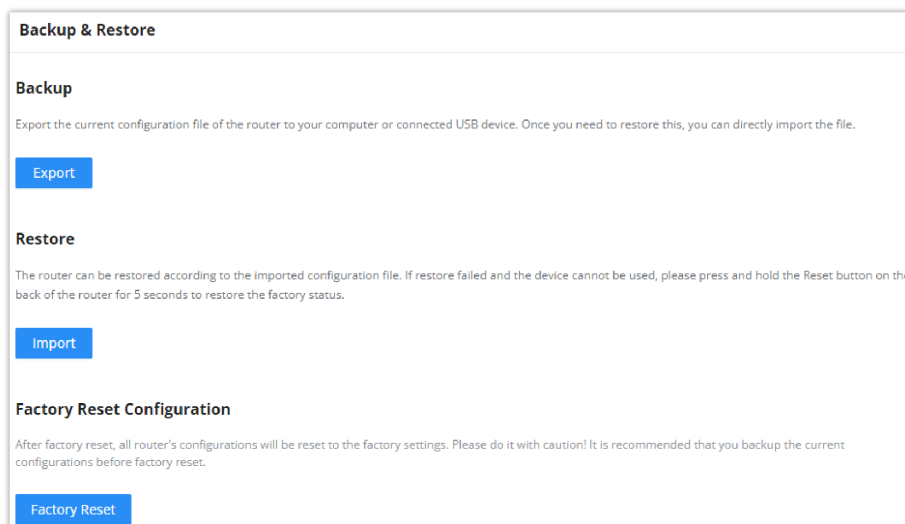 Backup & Restore
Backup
Export the current configuration file of the router to your computer or connected USB device. Once you need to restore this, you can directly import the file.
Export
Restore
The router can be restored according to the imported configuration file. If restore failed and the device cannot be used, please press and hold the Reset button on the
back of the router for 5 seconds to restore the factory status.
Import
Factory Reset Configuration
After factory reset, all router's configurations will be reset to the factory settings. Please do it with caution! It is recommended that you backup the current
configurations before factory reset.
Factory Reset